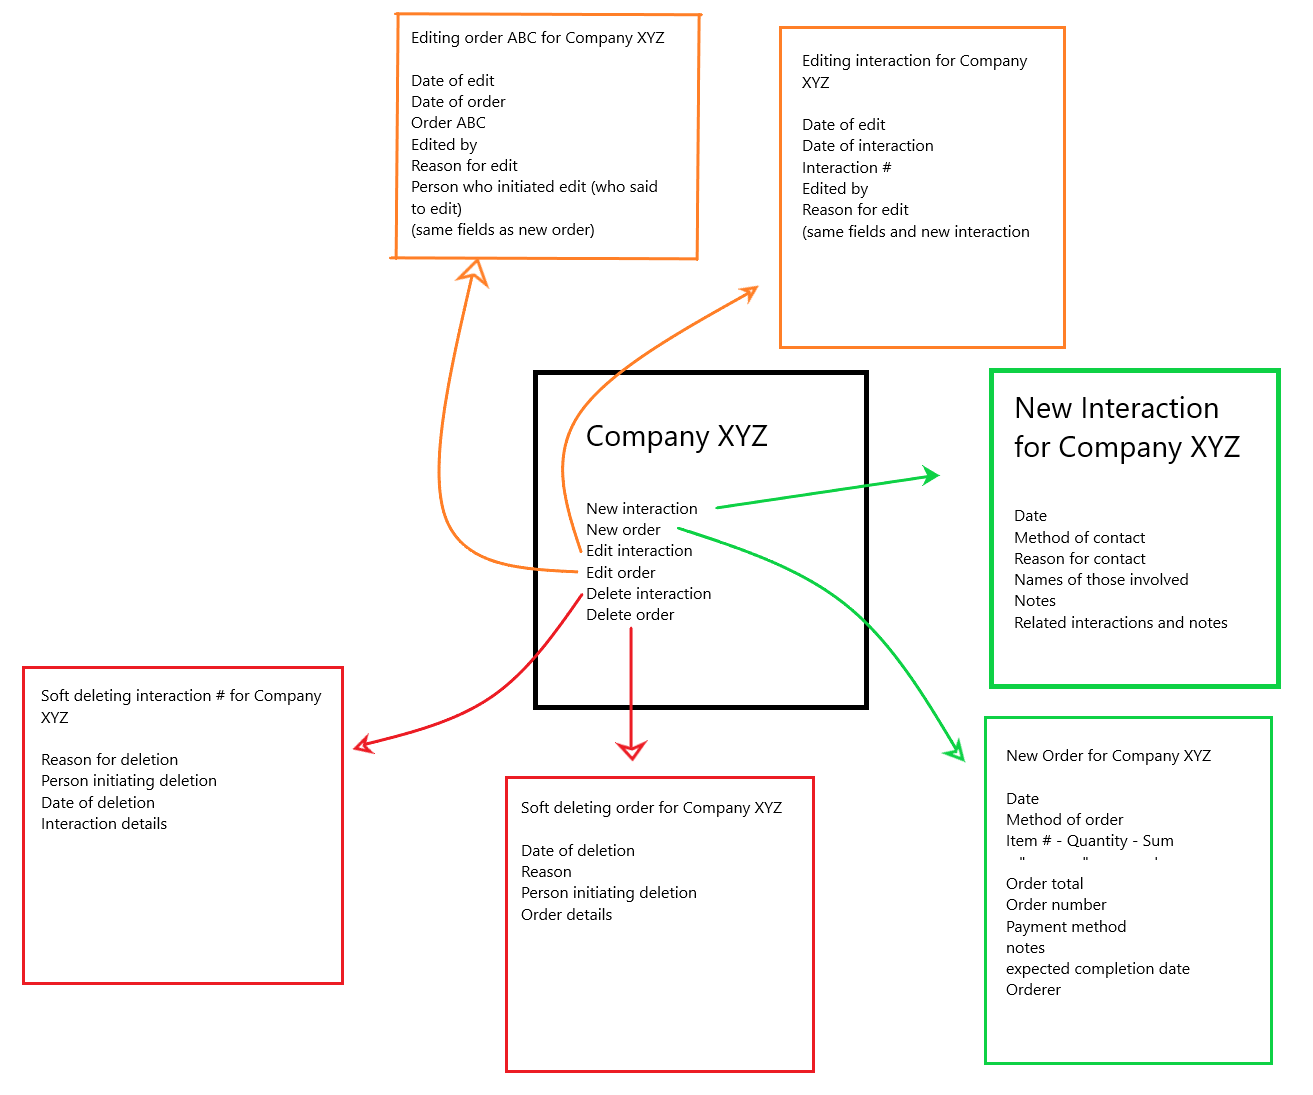 Editing order ABC for Company XYZ
Date of edit
Date of order
Order ABC
Edited by
Reason for edit
Person who initiated edit (who said
to edit)
(same fields as new order)
Editing interaction for Company
XYZ
Date of edit
Date of interaction
Interaction #
Edited by
Reason for edit
(same fields and new interaction
Company XYZ
New interaction
New order
Edit interaction
Edit order
Delete interaction
Delete order
New Interaction
for Company XYZ
Date
Method of contact
Reason for contact
Names of those involved
Notes
Related interactions and notes
Soft deleting interaction # for Company
XYZ
Reason for deletion
Person initiating deletion
Date of deletion
Interaction details
Soft deleting order for Company XYZ
Date of deletion
Reason
Person initiating deletion
Order details
New Order for Company XYZ
Date
Method of order
Item # - Quantity - Sum
Order total
Order number
Payment method
notes
expected completion date
Orderer